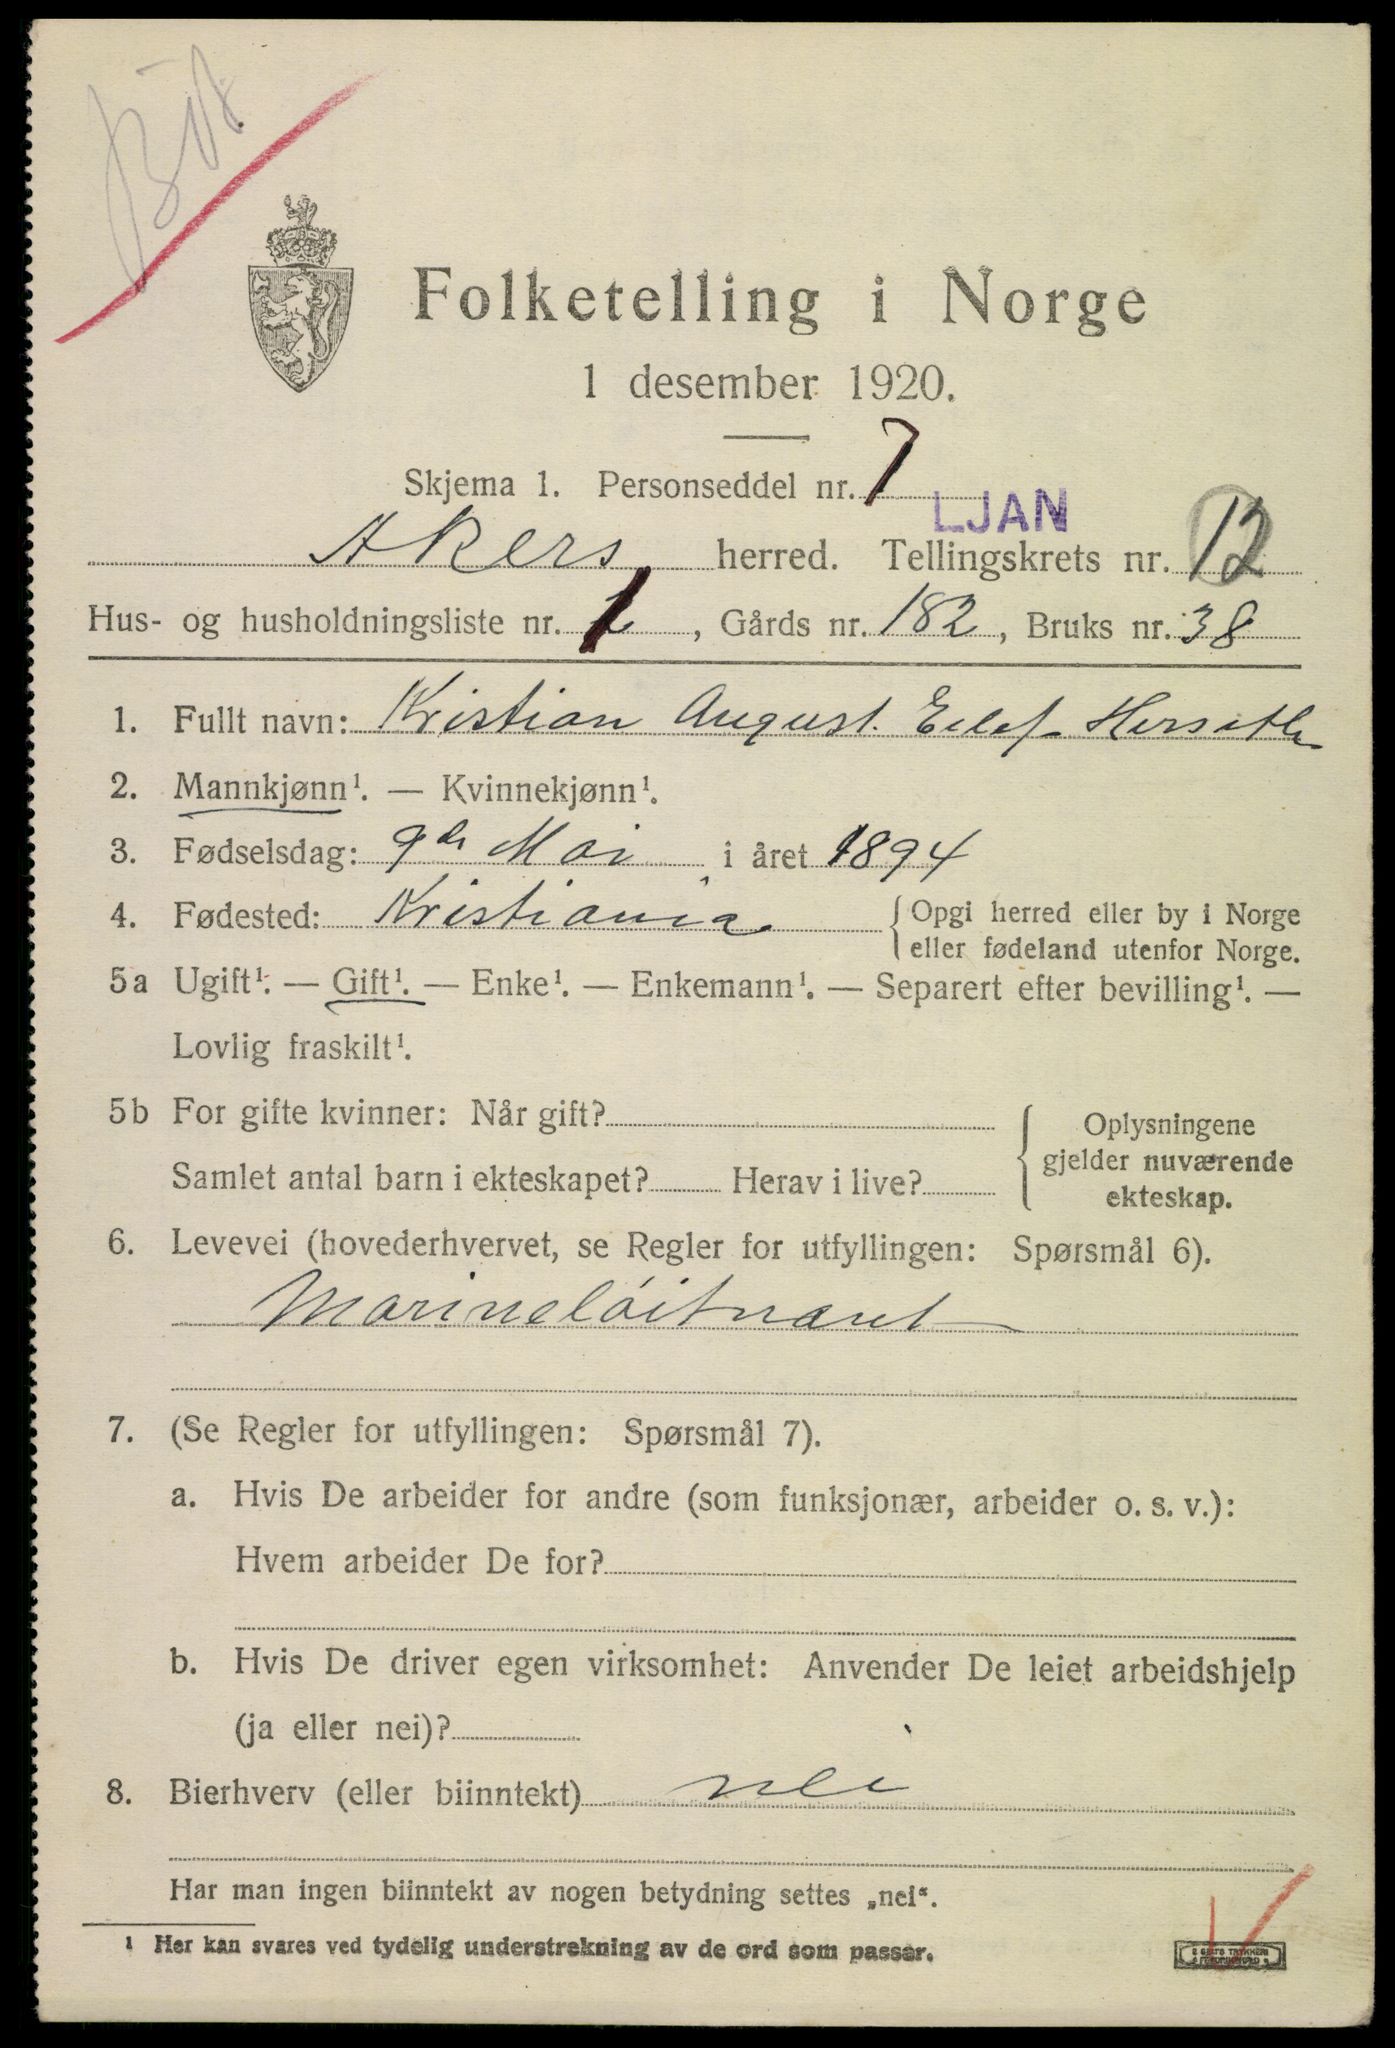 Folketelling i Norge
1 desember 1920.
Skjema 1. Personseddel nr. 7
LJAN
Akers herred. Tellingskrets nr. 12
Hus- og husholdningsliste nr. 1, Gårds nr. 182, Bruks nr. 38
1. Fullt navn: Kristian August Eilef
2. Mannkjønn¹. — Kvinnekjønn¹.
3. Fødselsdag: 9de Mai i året 1894
4. Fødested: Kristiania { Opgi herred eller by i Norge
eller fødeland utenfor Norge.
5a Ugift¹. — Gift¹. — Enke¹. — Enkemann¹. — Separert efter bevilling¹. —
Lovlig fraskilt¹.
5b For gifte kvinner: Når gift?
Samlet antal barn i ekteskapet? Herav i live?
Oplysningene
gjelder nuværende
ekteskap.
6. Levevei (hovederhvervet, se Regler for utfyllingen: Spørsmål 6).
Marineløitnant
7. (Se Regler for utfyllingen: Spørsmål 7).
a. Hvis De arbeider for andre (som funksjonær, arbeider o. s. v.):
Hvem arbeider De for?
b. Hvis De driver egen virksomhet: Anvender De leiet arbeidshjelp
(ja eller nei)?
8. Bierhverv (eller biinntekt) nei
Har man ingen biinntekt av nogen betydning settes „nei“.
¹ Her kan svares ved tydelig understrekning av de ord som passer.